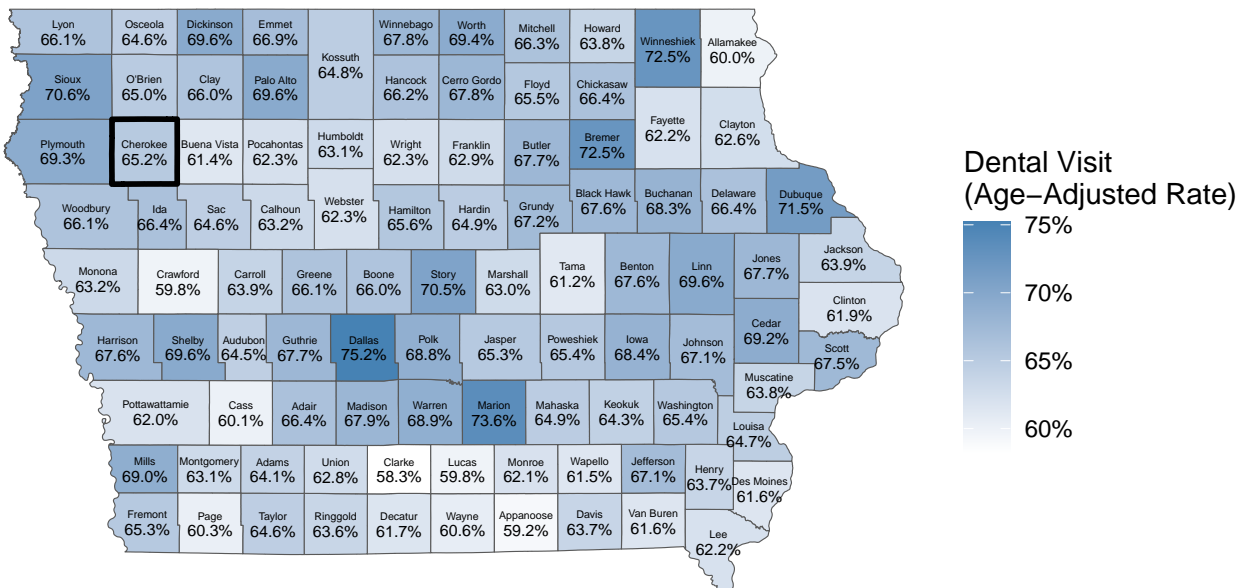 Lyon
66.1%
Osceola
64.6%
Dickinson
69.6%
Emmet
66.9%
Kossuth
64.8%
Winnebago
67.8%
Worth
69.4%
Mitchell
66.3%
Howard
63.8%
Winneshiek
72.5%
Allamakee
60.0%
Sioux
70.6%
O'Brien
65.0%
Clay
66.0%
Palo Alto
69.6%
Hancock
66.2%
Cerro Gordo
67.8%
Floyd
65.5%
Chickasaw
66.4%
Fayette
62.2%
Clayton
62.6%
Plymouth
69.3%
Cherokee
65.2%
Buena Vista
61.4%
Pocahontas
62.3%
Humboldt
63.1%
Wright
62.3%
Franklin
62.9%
Butler
67.7%
Bremer
72.5%
Woodbury
66.1%
Ida
66.4%
Sac
64.6%
Calhoun
63.2%
Webster
62.3%
Hamilton
65.6%
Hardin
64.9%
Grundy
67.2%
Black Hawk
67.6%
Buchanan
68.3%
Delaware
66.4%
Dubuque
71.5%
Monona
63.2%
Crawford
59.8%
Carroll
63.9%
Greene
66.1%
Boone
66.0%
Story
70.5%
Marshall
63.0%
Tama
61.2%
Benton
67.6%
Linn
69.6%
Jones
67.7%
Jackson
63.9%
Clinton
61.9%
Harrison
67.6%
Shelby
69.6%
Audubon
64.5%
Guthrie
67.7%
Dallas
75.2%
Polk
68.8%
Jasper
65.3%
Poweshiek
65.4%
Iowa
68.4%
Johnson
67.1%
Cedar
69.2%
Scott
67.5%
Muscatine
63.8%
Pottawattamie
62.0%
Cass
60.1%
Adair
66.4%
Madison
67.9%
Warren
68.9%
Marion
73.6%
Mahaska
64.9%
Keokuk
64.3%
Washington
65.4%
Louisa
64.7%
Mills
69.0%
Montgomery
63.1%
Adams
64.1%
Union
62.8%
Clarke
58.3%
Lucas
59.8%
Monroe
62.1%
Wapello
61.5%
Jefferson
67.1%
Henry
63.7%
Des Moines
61.6%
Fremont
65.3%
Page
60.3%
Taylor
64.6%
Ringgold
63.6%
Decatur
61.7%
Wayne
60.6%
Appanoose
59.2%
Davis
63.7%
Van Buren
61.6%
Lee
62.2%
Dental Visit
(Age−Adjusted Rate)
75%
70%
65%
60%